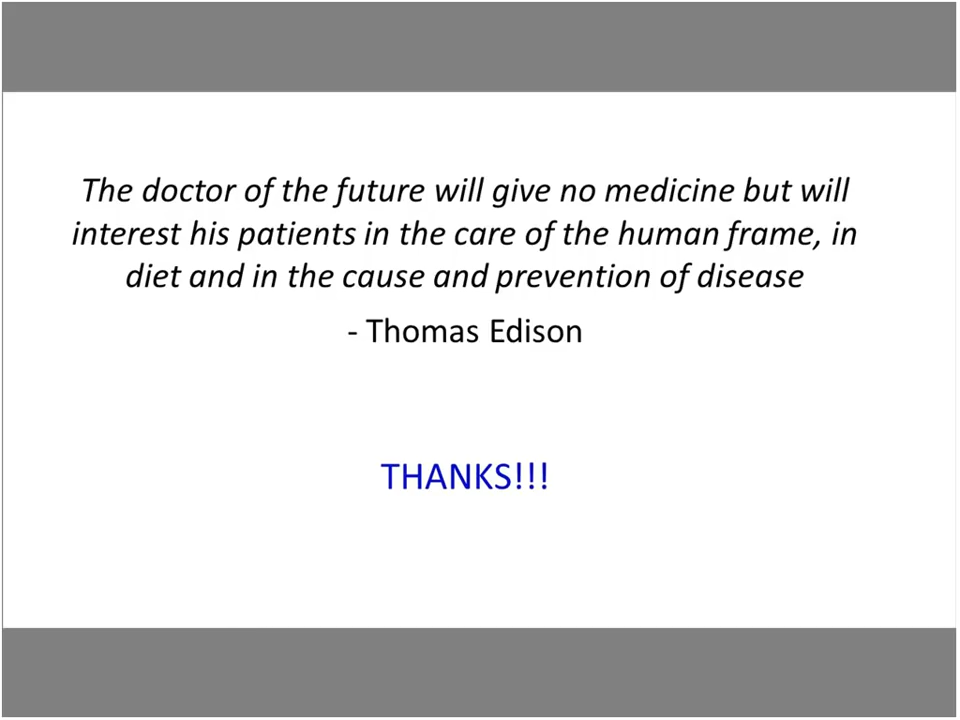 The doctor of the future will give no medicine but will
interest his patients in the care of the human frame, in
diet and in the cause and prevention of disease
- Thomas Edison
THANKS!!!